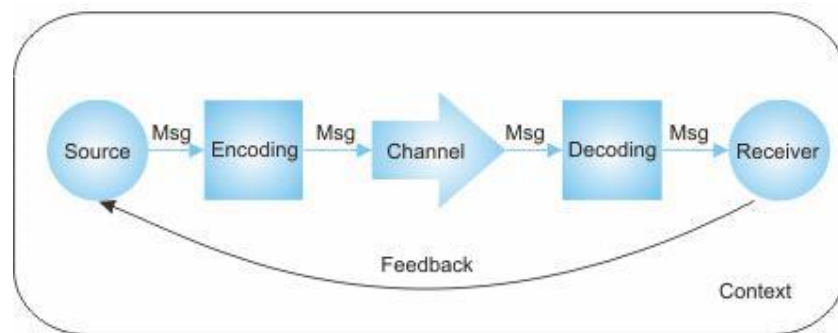 Msg Msg Msg Msg
Source Encoding Channel Decoding Receiver
Feedback
Context